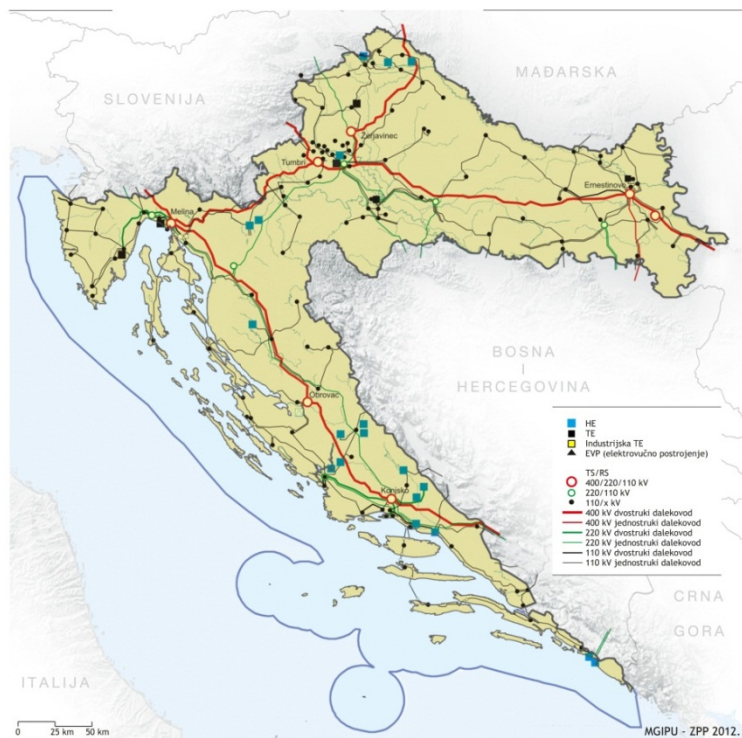 MAĐARSKA
SLOVENIJA
Žerjavinec
Tumbri
Ernestinovo
Melina
BOSNA
I
HERCEGOVINA
Obrovac
Konjsko
HE
TE
Industrijska TE
EVP (elektrovučno postrojenje)
TS/RS
400/220/110 kV
220/110 kV
110/x kV
400 kV dvostruki dalekovod
400 kV jednostruki dalekovod
220 kV dvostruki dalekovod
220 kV jednostruki dalekovod
110 kV dvostruki dalekovod
110 kV jednostruki dalekovod
CRNA
GORA
ITALIJA
0 25 km 50 km
MGIPU - ZPP 2012.